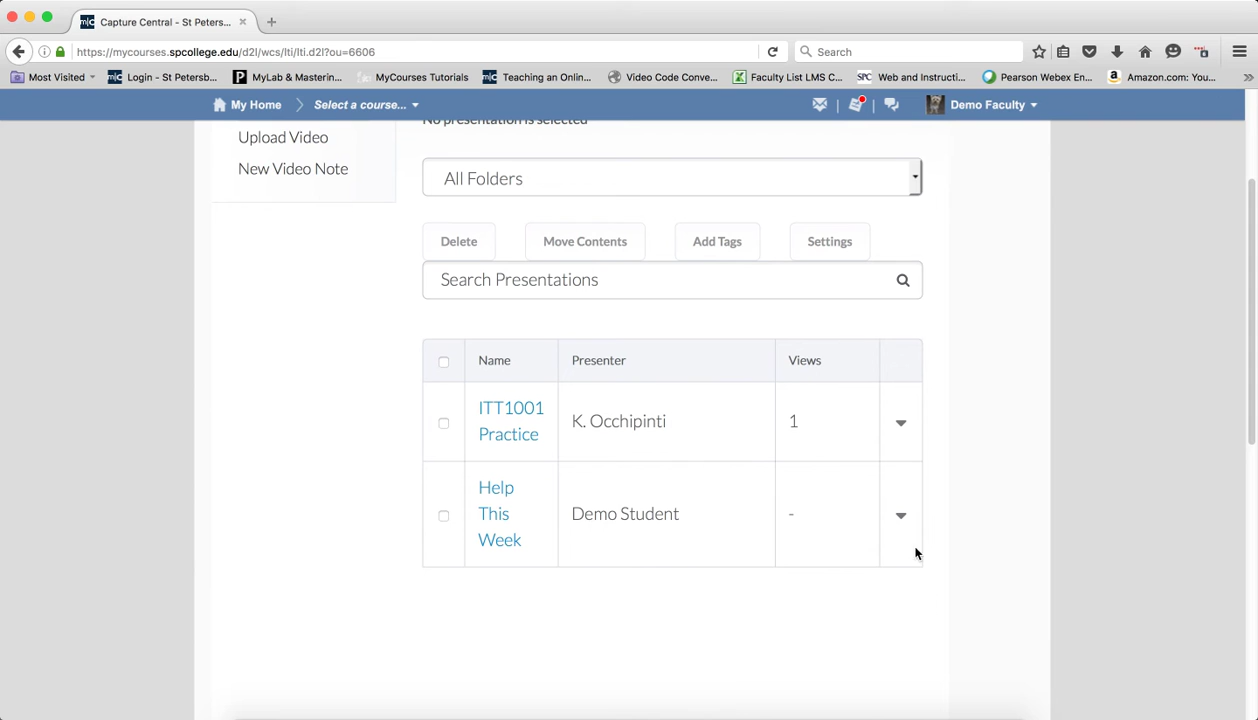 Capture Central - St Peters...
https://mycourses.spcollege.edu/d2l/wcs/lti/lti.d2l?ou=6606
Search
Most Visited
Login - St Petersb...
MyLab & Masterin...
MyCourses Tutorials
Teaching an Onlin...
Video Code Conve...
Faculty List LMS C...
SPC Web and Instructi...
Pearson Webex En...
Amazon.com: You...
My Home
Select a course...
Demo Faculty
No presentation is selected
Upload Video
New Video Note
All Folders
Delete
Move Contents
Add Tags
Settings
Search Presentations
Name
Presenter
Views
ITT1001
Practice
K. Occhipinti
1
Help
This
Week
Demo Student
-